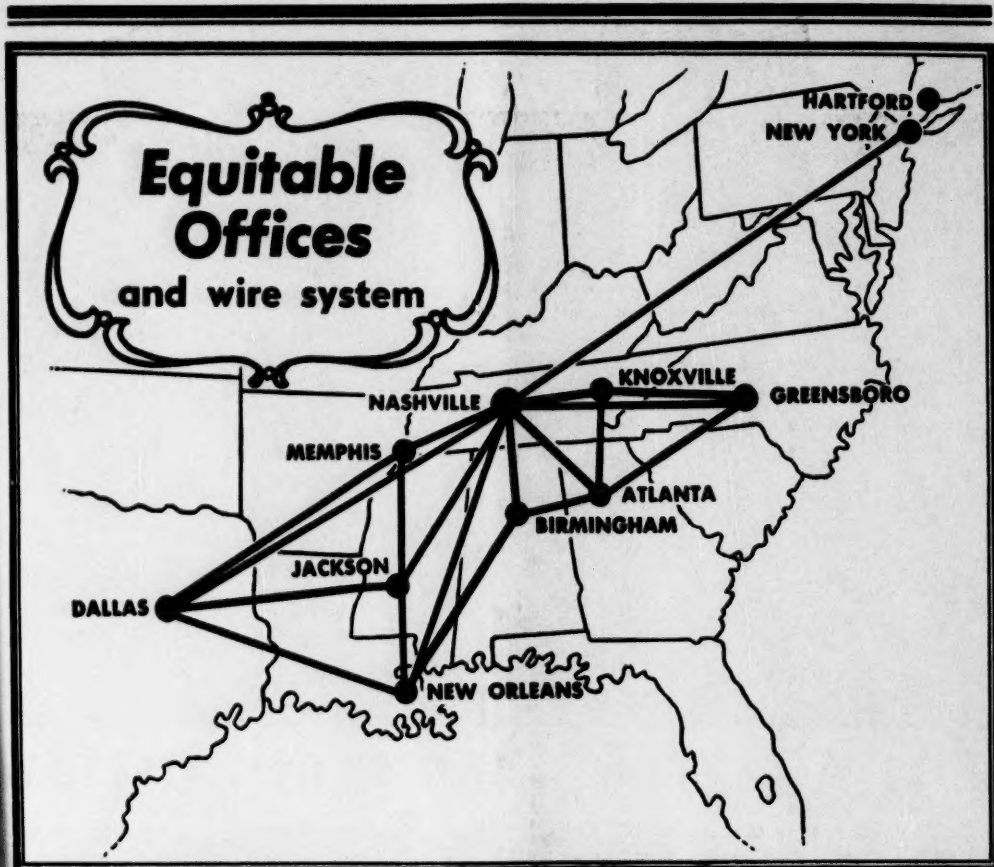 Equitable
Offices
and wire system
HARTFORD
NEW YORK
KNOXVILLE
NASHVILLE
GREENSBORO
MEMPHIS
ATLANTA
BIRMINGHAM
JACKSON
DALLAS
NEW ORLEANS